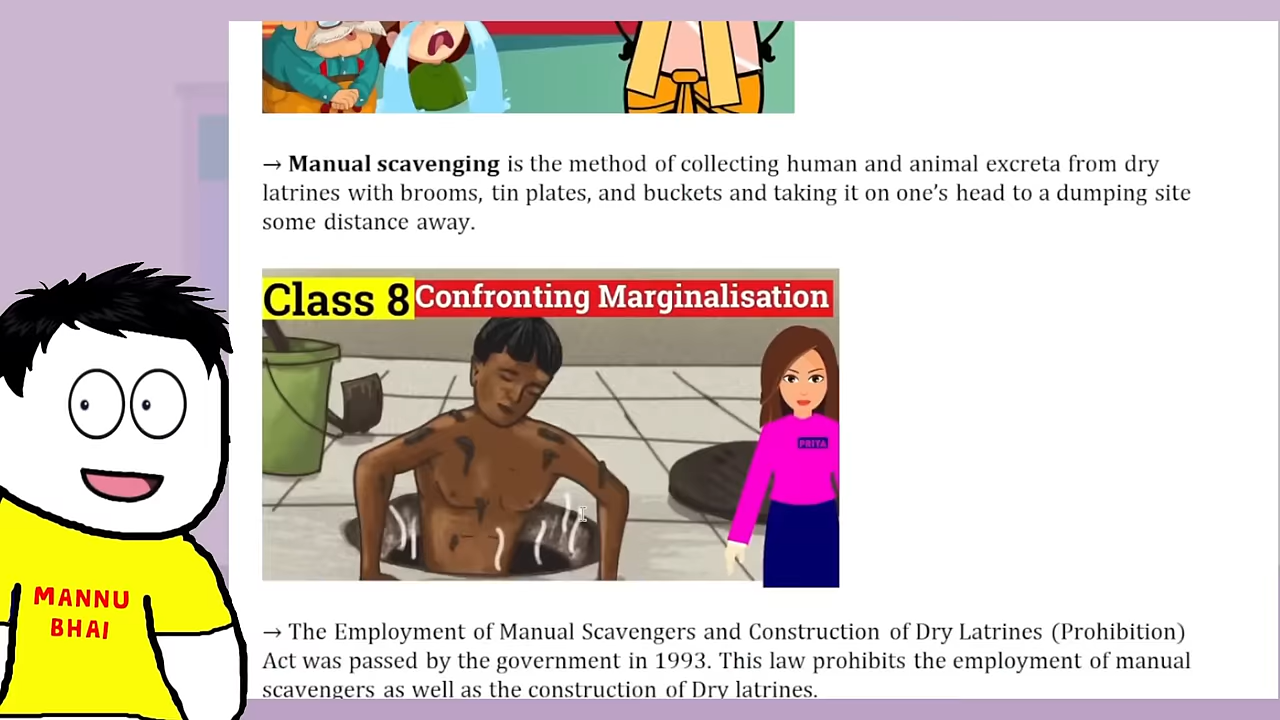 → Manual scavenging is the method of collecting human and animal excreta from dry
latrines with brooms, tin plates, and buckets and taking it on one’s head to a dumping site
some distance away.
Class 8 Confronting Marginalisation
PRIYA
MANNU
BHAI
→ The Employment of Manual Scavengers and Construction of Dry Latrines (Prohibition)
Act was passed by the government in 1993. This law prohibits the employment of manual
scavengers as well as the construction of Dry latrines.